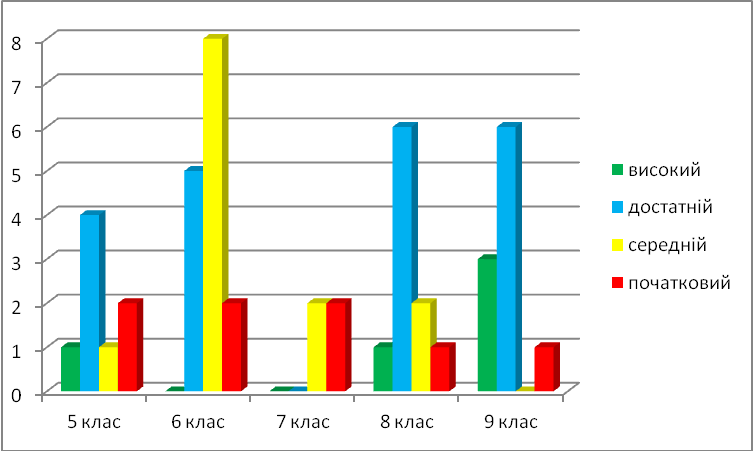 8
7
6
5
4
3
2
1
0
5 клас 6 клас 7 клас 8 клас 9 клас
високий
достатній
середній
початковий